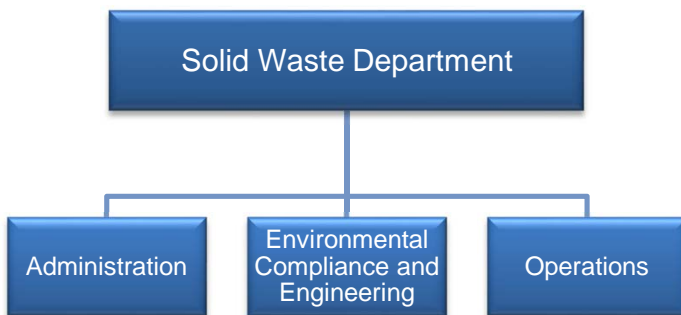 Solid Waste Department
Administration
Environmental
Compliance and
Engineering
Operations